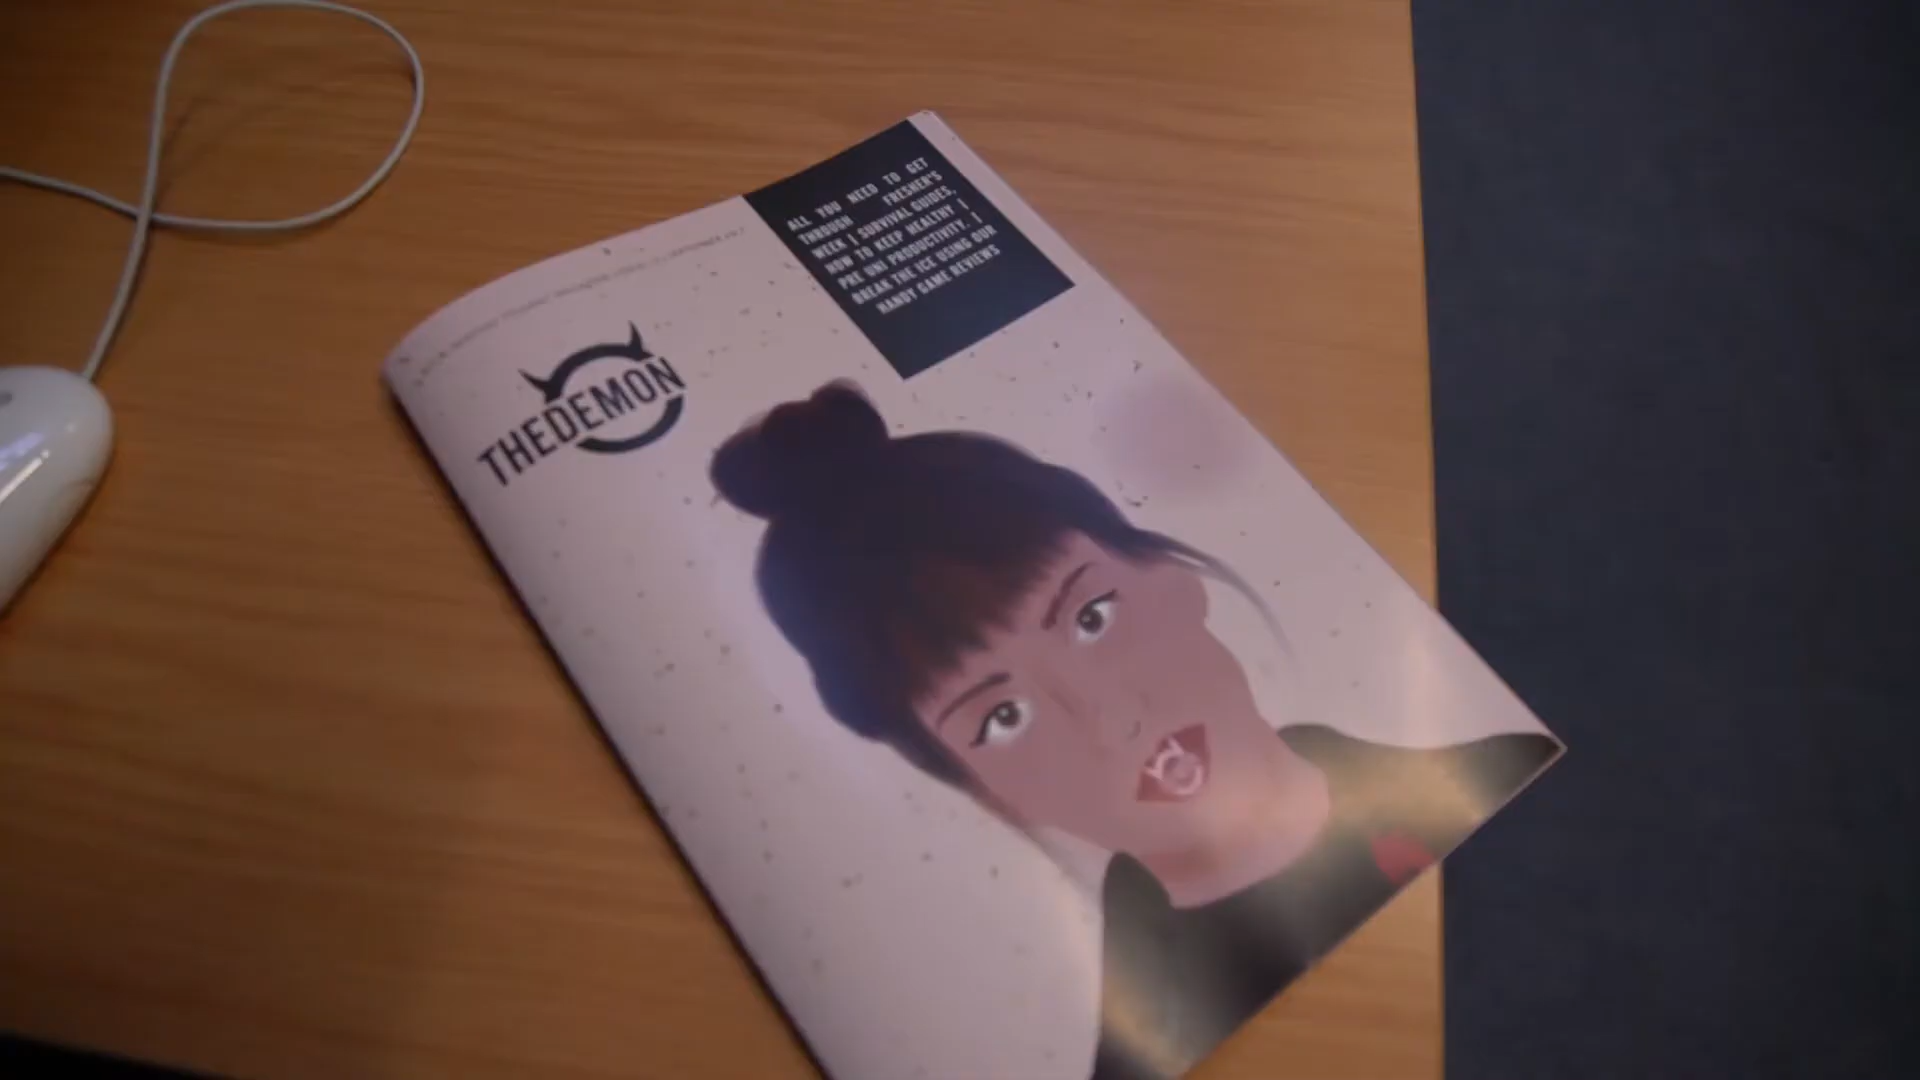 ALL YOU NEED TO GET
THROUGH FRESHER'S
WEEK | SURVIVAL GUIDES,
HOW TO KEEP HEALTHY |
PRE UNI PRODUCTIVITY. |
BREAK THE ICE USING OUR
HANDY GAME REVIEWS
THEDEMON